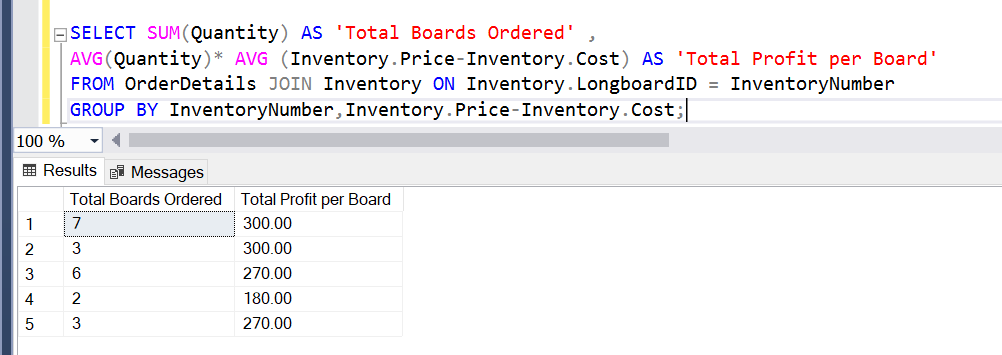 SELECT SUM(Quantity) AS 'Total Boards Ordered' ,
AVG(Quantity)* AVG (Inventory.Price-Inventory.Cost) AS 'Total Profit per Board'
FROM OrderDetails JOIN Inventory ON Inventory.LongboardID = InventoryNumber
GROUP BY InventoryNumber,Inventory.Price-Inventory.Cost;
100 %
Results Messages
Total Boards Ordered Total Profit per Board
1 7 300.00
2 3 300.00
3 6 270.00
4 2 180.00
5 3 270.00